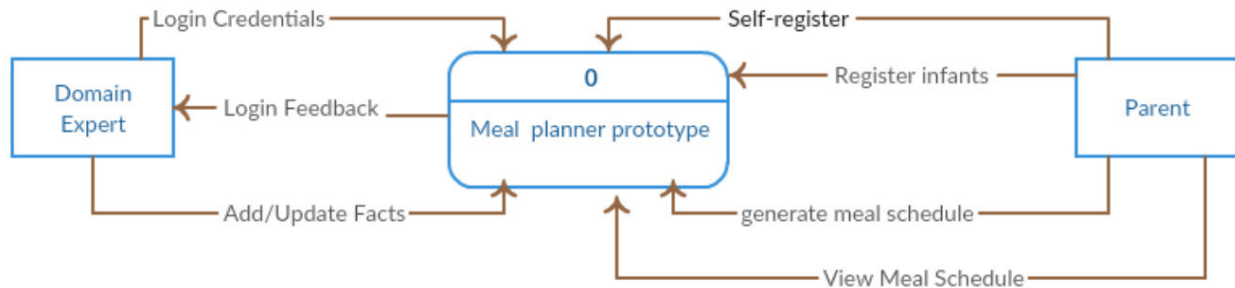 Login Credentials
Self-register
0
Register infants
Domain
Expert
Login Feedback
Meal planner prototype
Parent
Add/Update Facts
generate meal schedule
View Meal Schedule